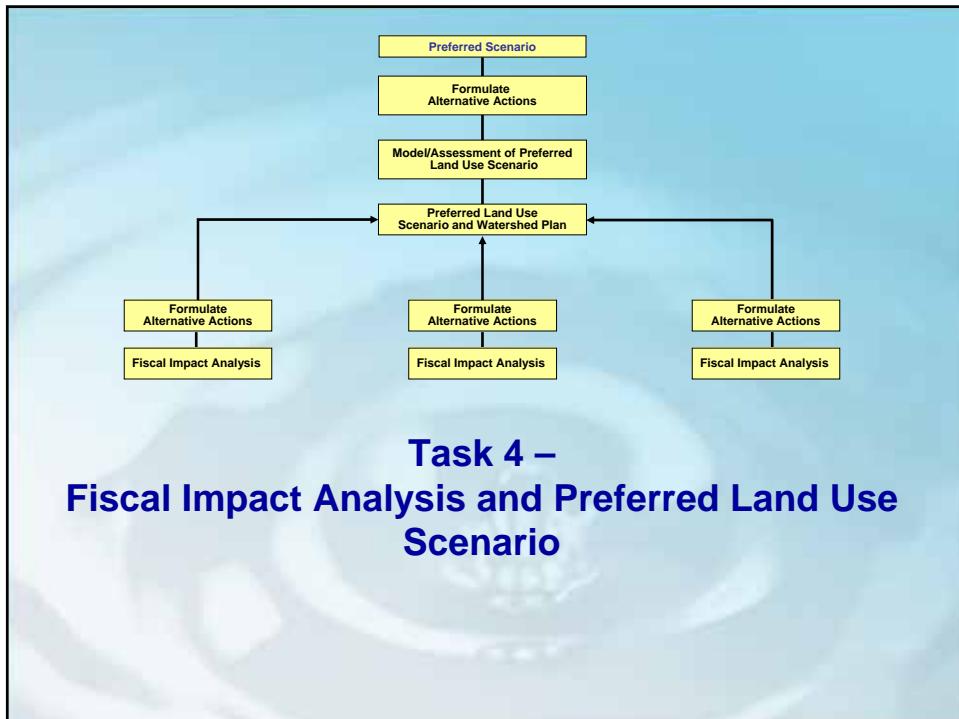 Preferred Scenario
Formulate
Alternative Actions
Model/Assessment of Preferred
Land Use Scenario
Preferred Land Use
Scenario and Watershed Plan
Formulate
Alternative Actions
Fiscal Impact Analysis
Formulate
Alternative Actions
Fiscal Impact Analysis
Formulate
Alternative Actions
Fiscal Impact Analysis
Task 4 –
Fiscal Impact Analysis and Preferred Land Use
Scenario